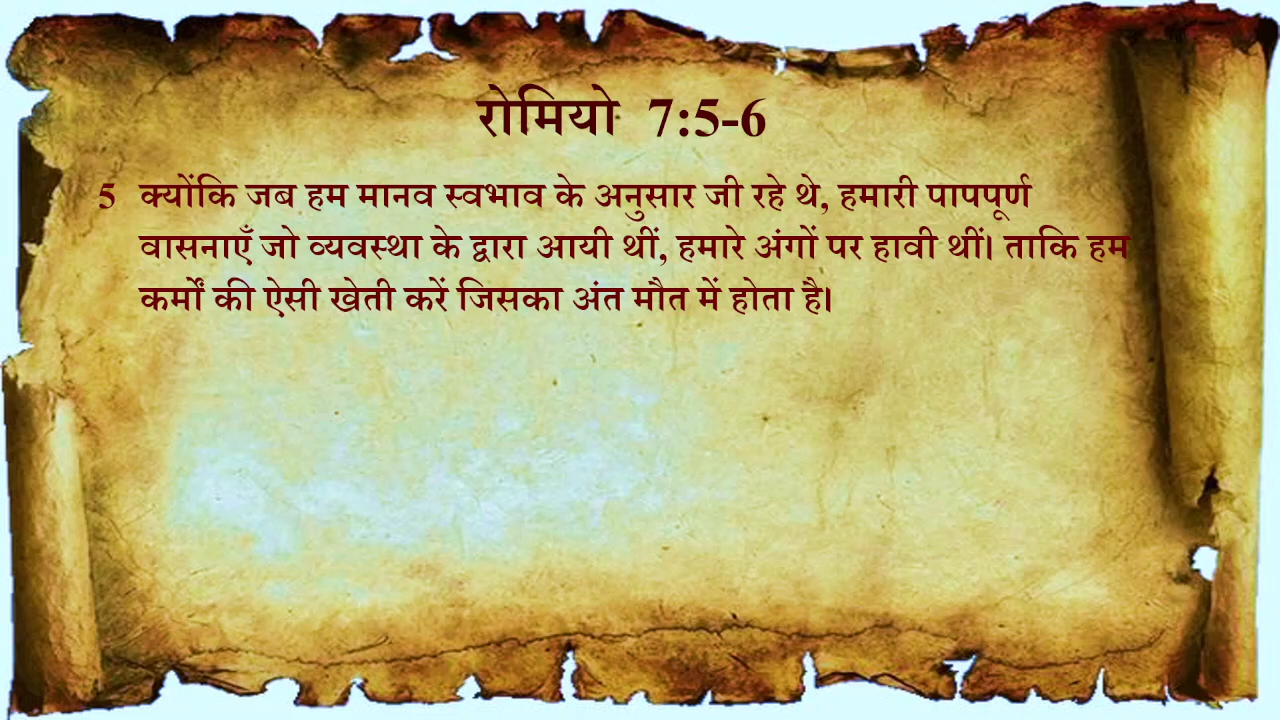 रोमियो 7:5-6
5 क्योंकि जब हम मानव स्वभाव के अनुसार जी रहे थे, हमारी पापपूर्ण
वासनाएँ जो व्यवस्था के द्वारा आयी थीं, हमारे अंगों पर हावी थीं। ताकि हम
कर्मों की ऐसी खेती करें जिसका अंत मौत में होता है।